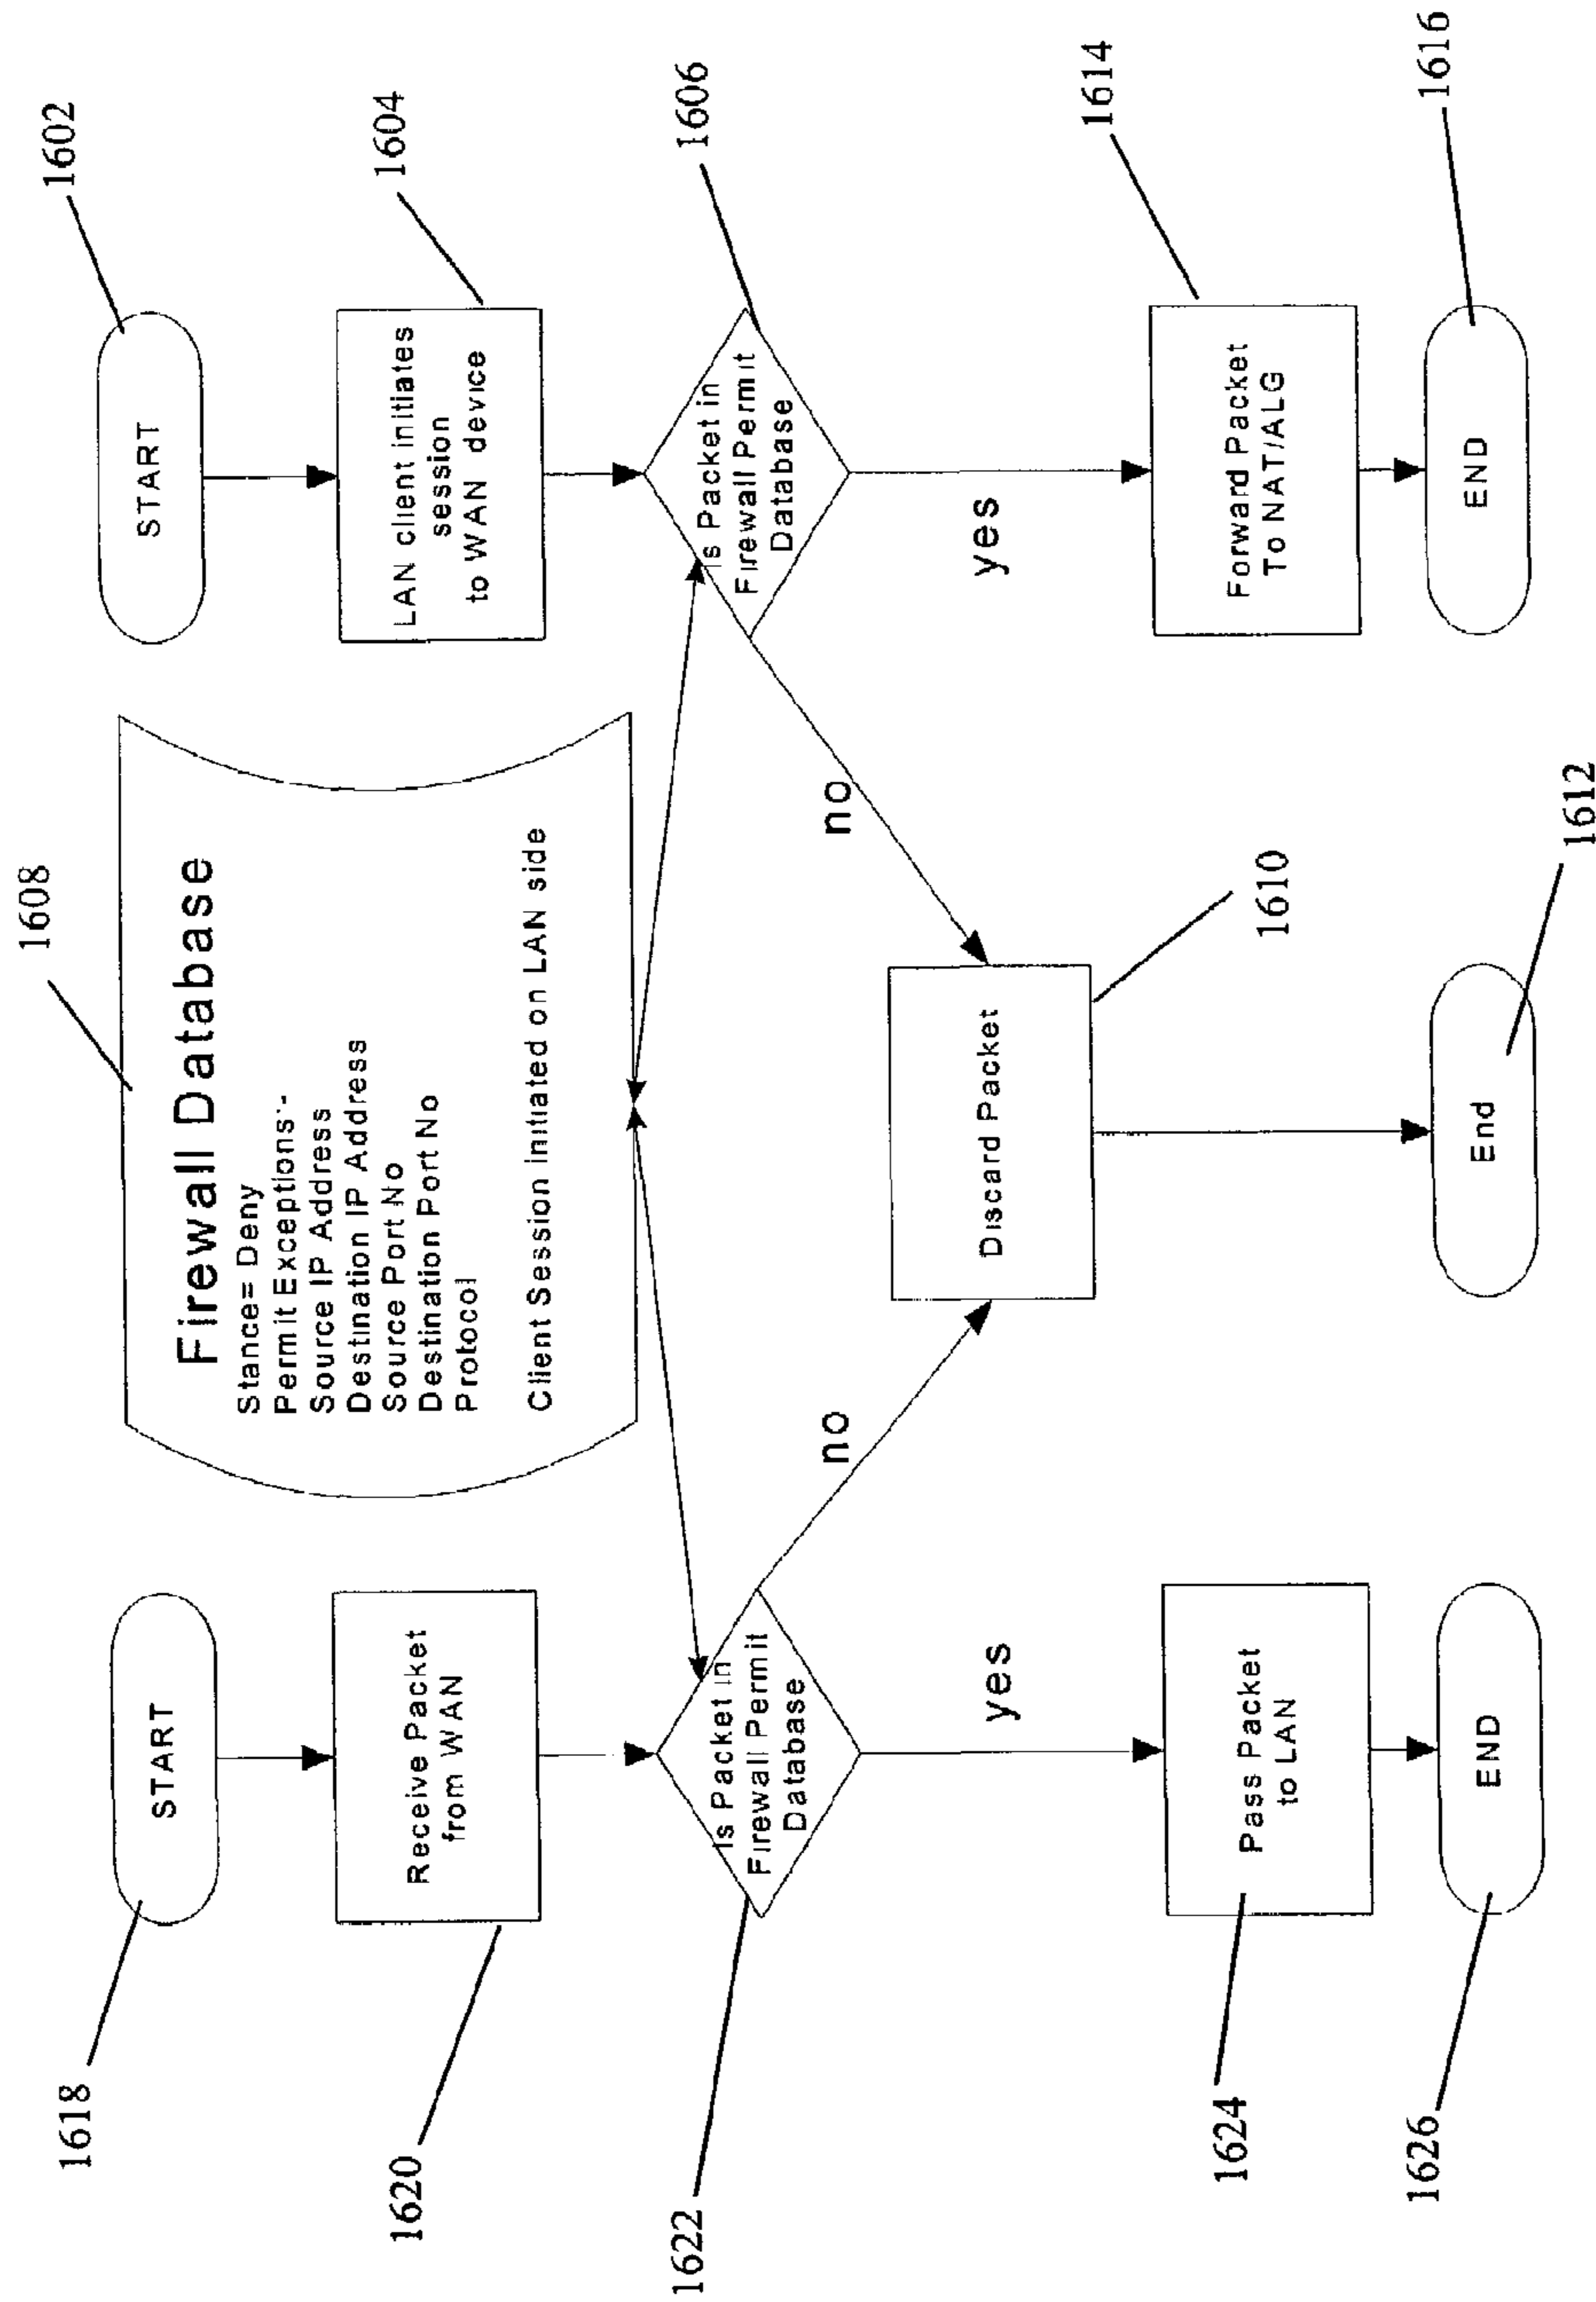 1618
START
1620
Receive Packet
from WAN
1622
Is Packet in
Firewall Permit
Database
yes
no
1624
Pass Packet
to LAN
1626
END
1608
Firewall Database
Stance= Deny
Permit Exceptions:-
Source IP Address
Destination IP Address
Source Port No
Destination Port No
Protocol
Client Session initiated on LAN side
no
Discard Packet
1610
End
1612
1602
START
1604
LAN client initiates
session
to WAN device
1606
Is Packet in
Firewall Permit
Database
yes
1614
Forward Packet
To NAT/ALG
1616
END